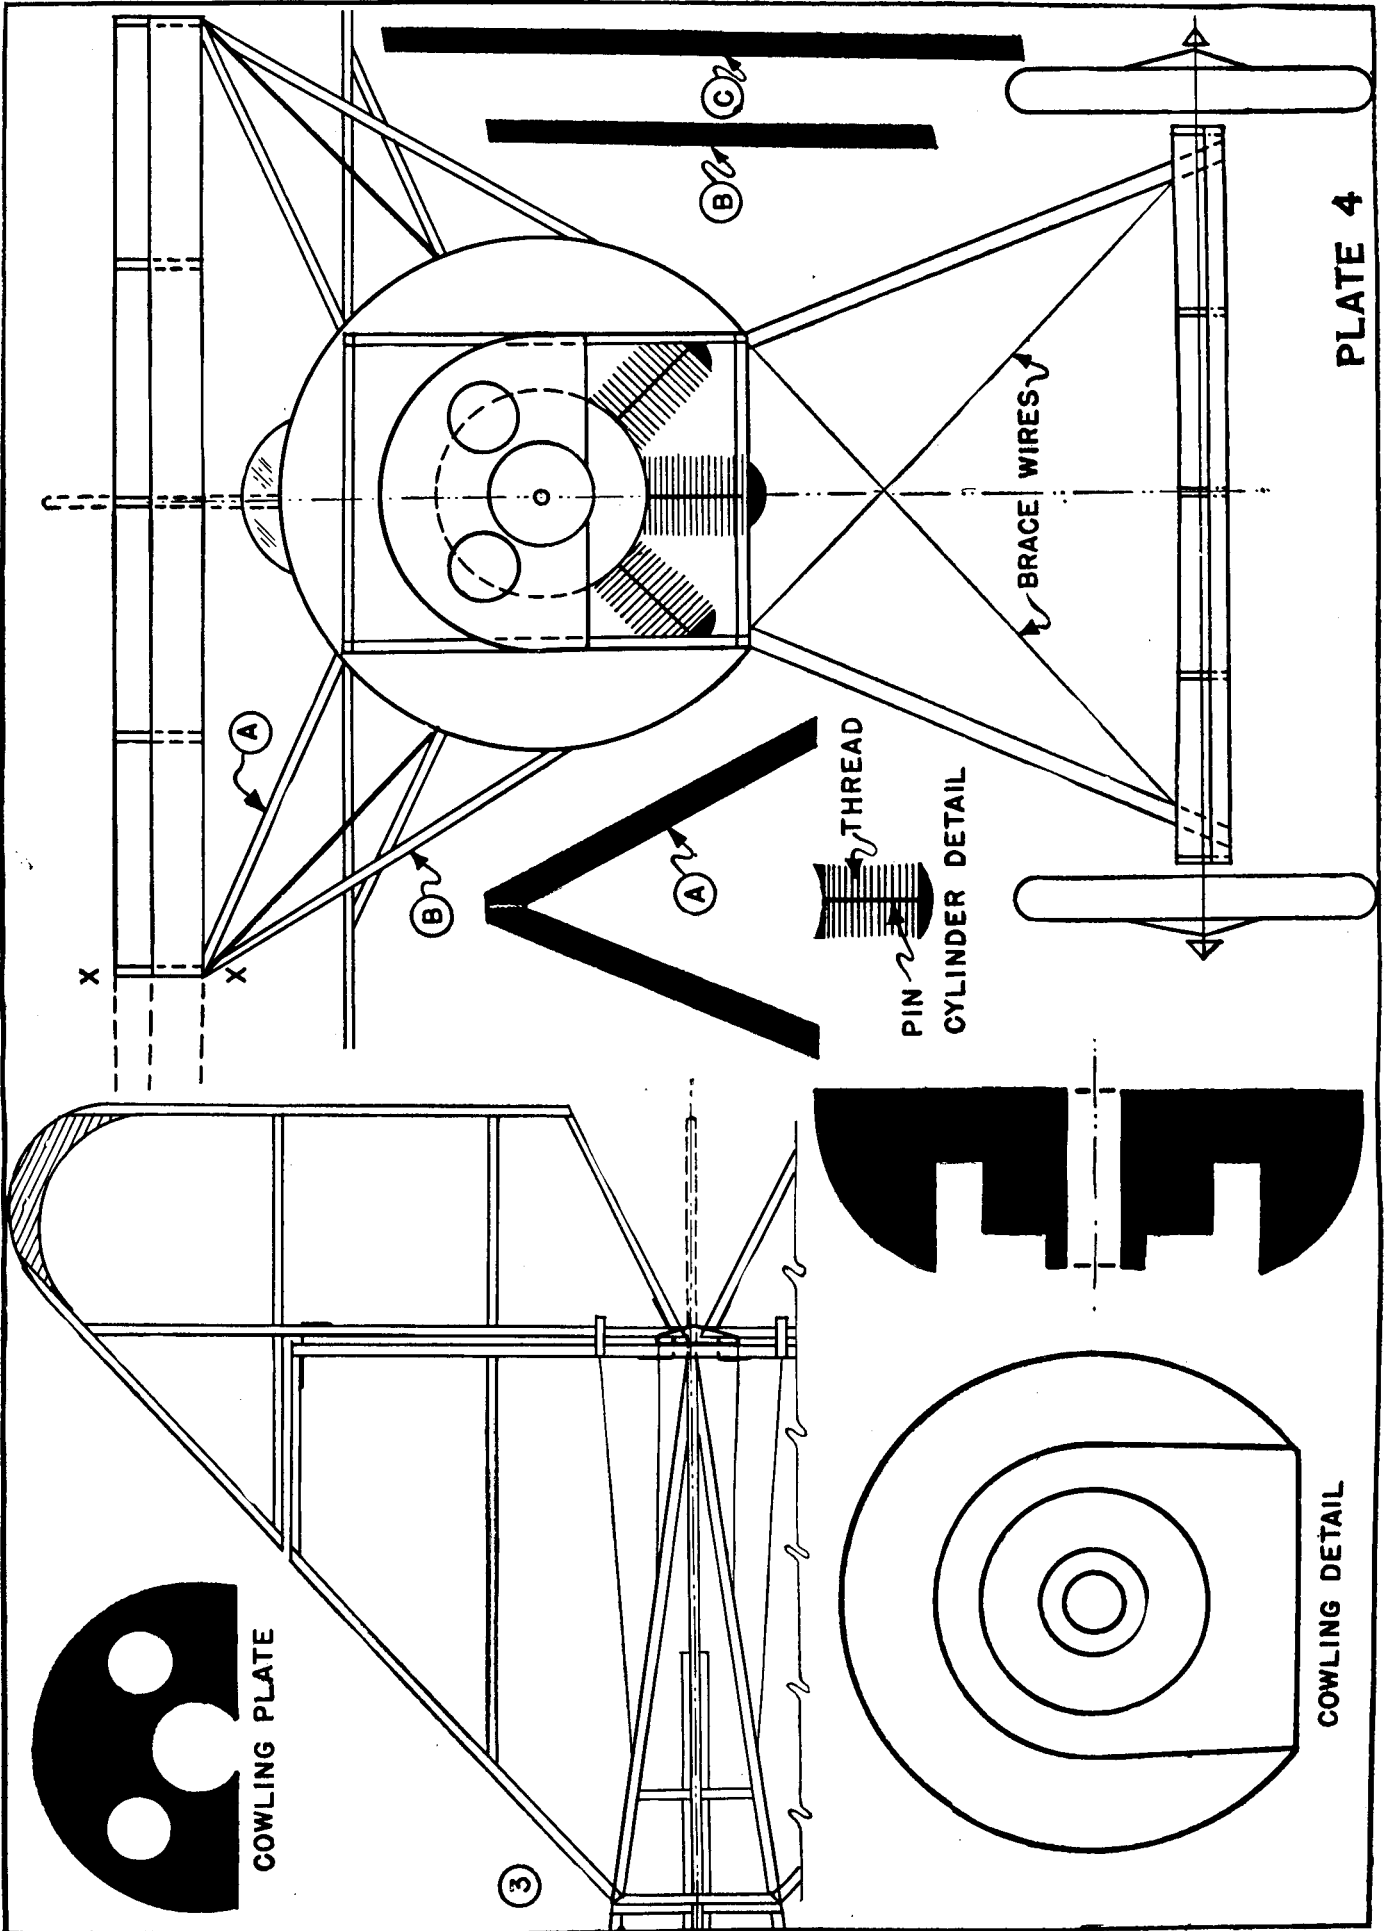 X
X
A
B
C
B
A
BRACE WIRES
PIN
THREAD
CYLINDER DETAIL
COWLING PLATE
3
COWLING DETAIL
PLATE 4